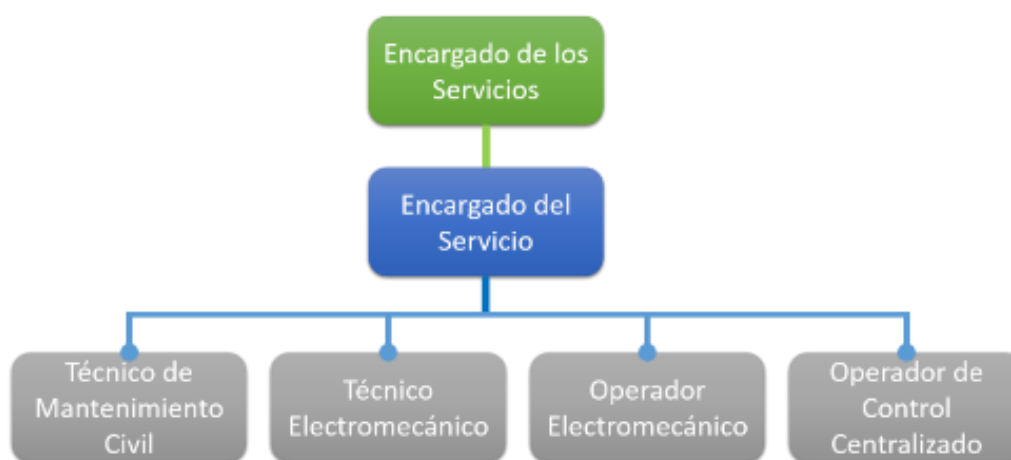 Encargado de los
Servicios
Encargado del
Servicio
Técnico de
Mantenimiento
Civil
Técnico
Electromecánico
Operador
Electromecánico
Operador de
Control
Centralizado